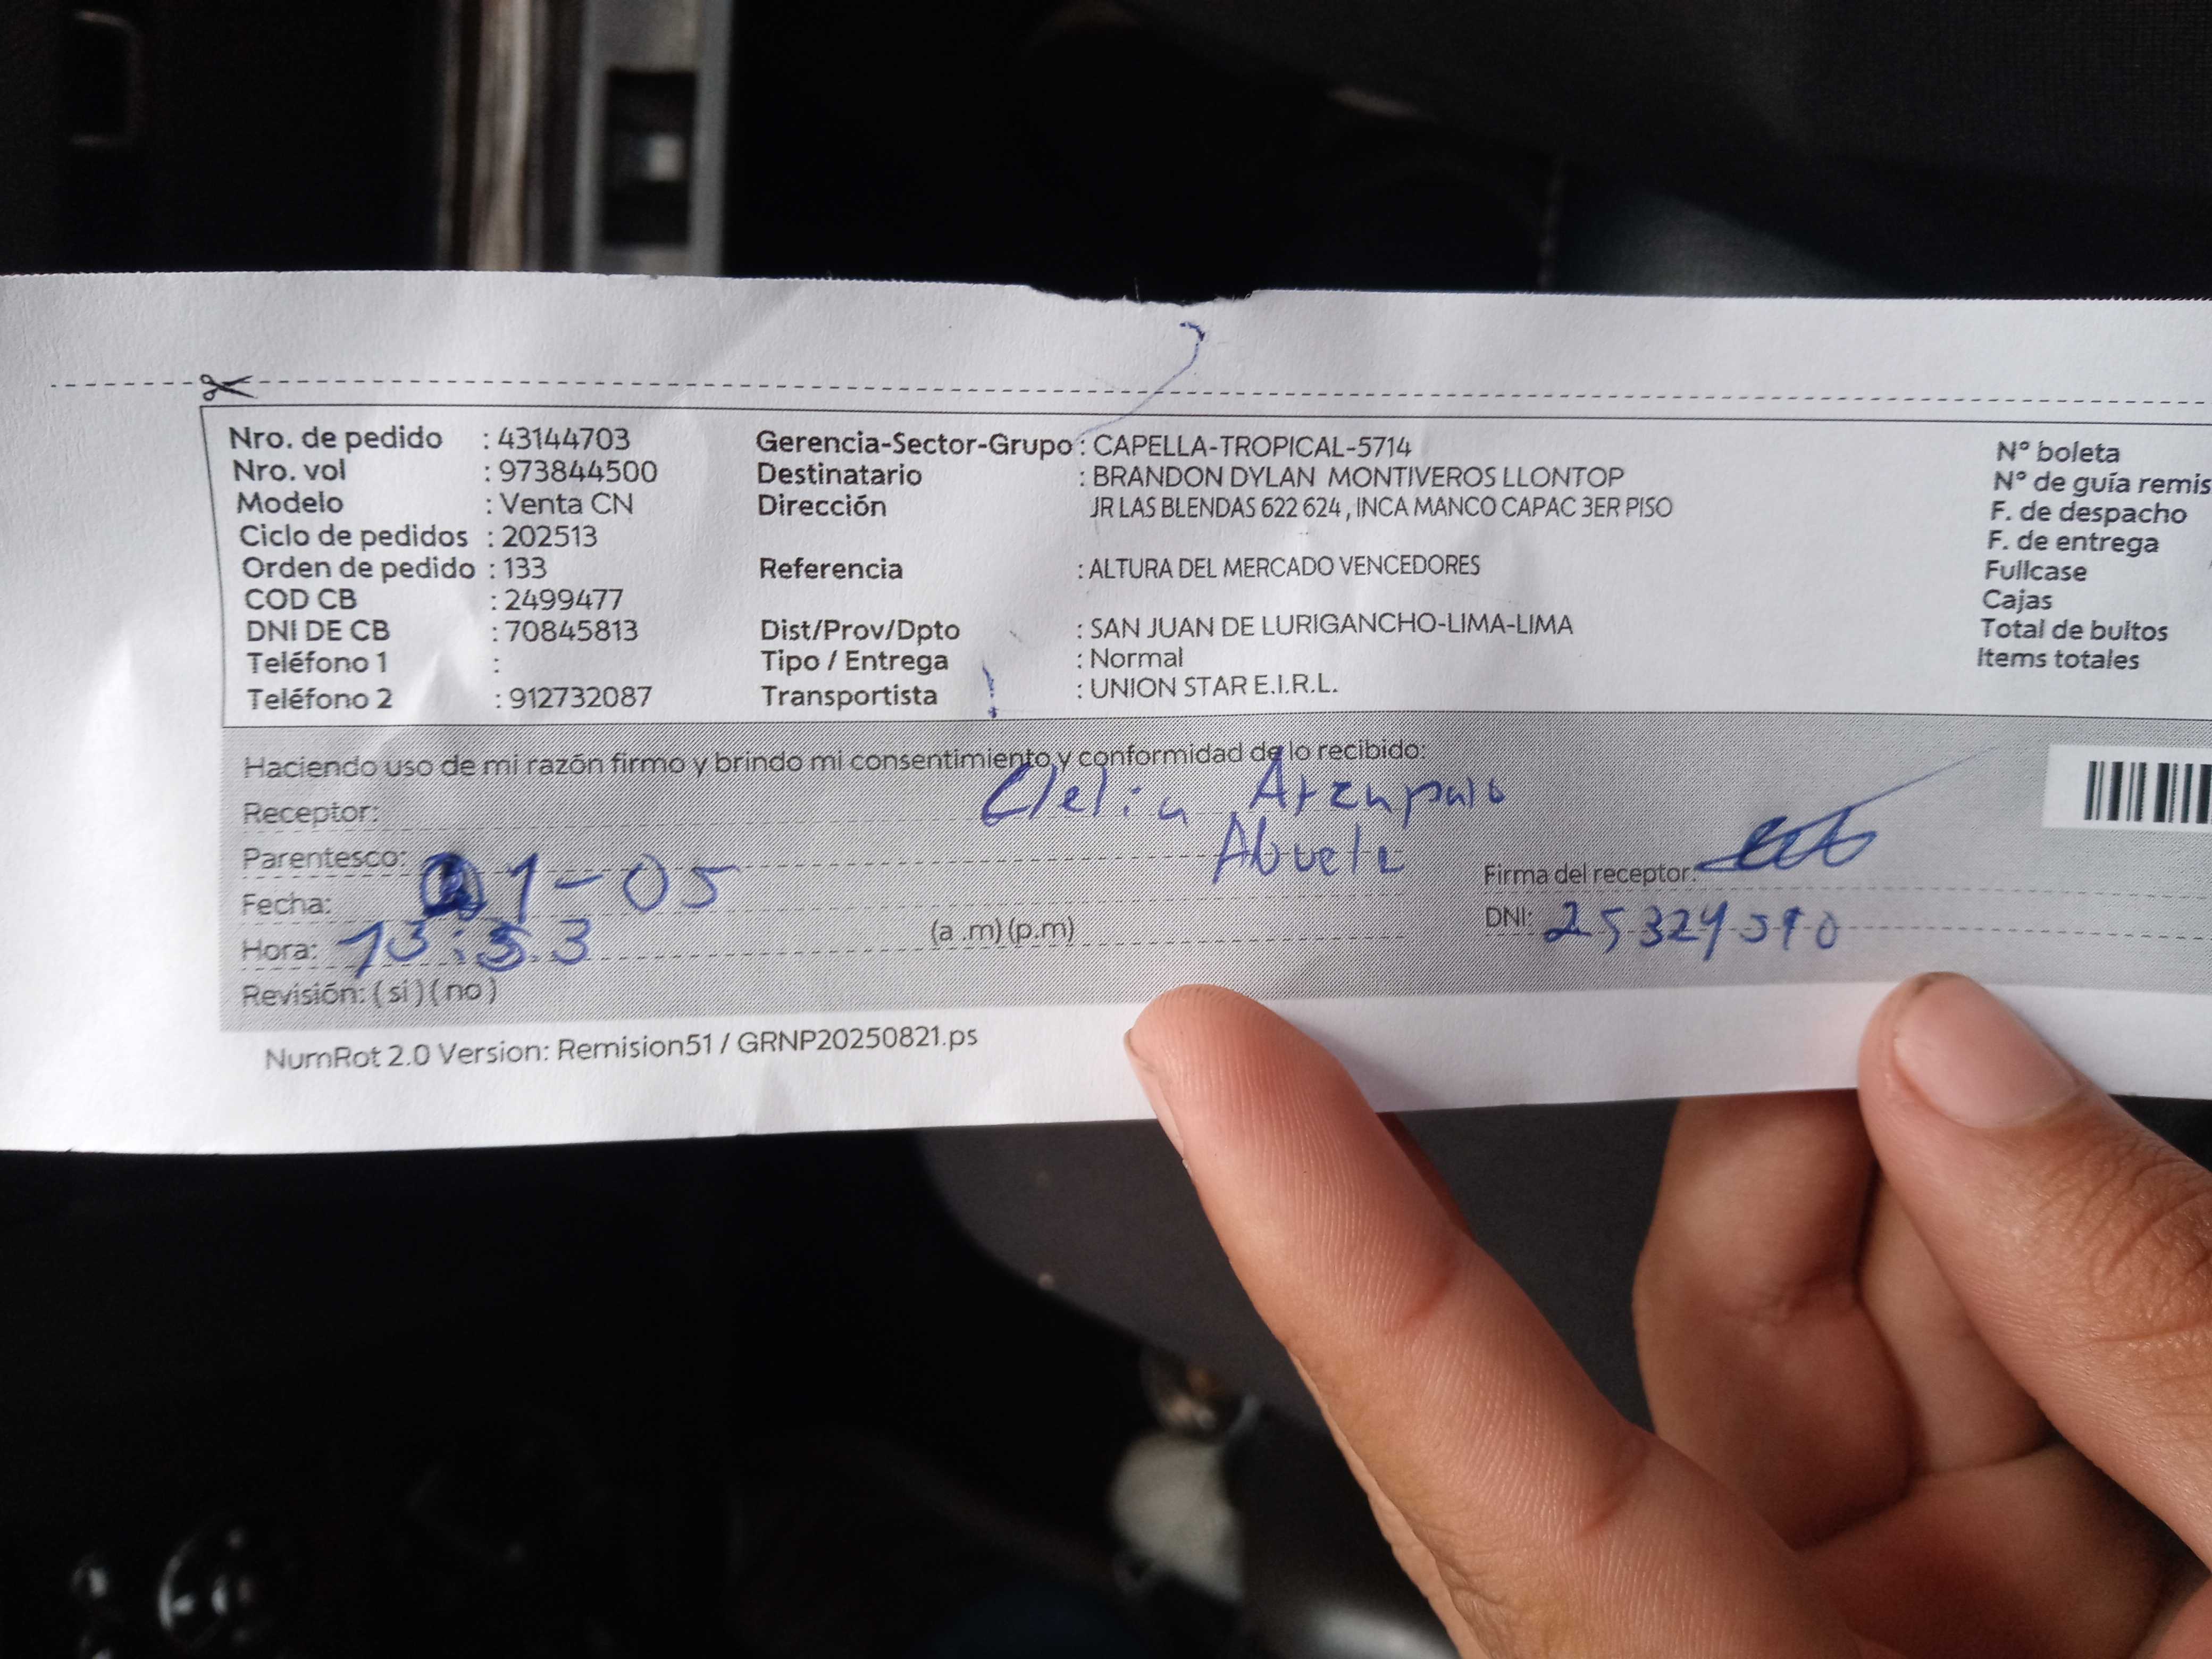 Nro. de pedido : 43144703
Nro. vol : 973844500
Modelo : Venta CN
Ciclo de pedidos : 202513
Orden de pedido : 133
COD CB : 2499477
DNI DE CB : 70845813
Teléfono 1 :
Teléfono 2 : 912732087
Gerencia-Sector-Grupo : CAPELLA-TROPICAL-5714
Destinatario : BRANDON DYLAN MONTIVEROS LLONTOP
Dirección JR LAS BLENDAS 622 624 , INCA MANCO CAPAC 3ER PISO
Referencia : ALTURA DEL MERCADO VENCEDORES
Dist/Prov/Dpto : SAN JUAN DE LURIGANCHO-LIMA-LIMA
Tipo / Entrega : Normal
Transportista : UNION STAR E.I.R.L.
N° boleta
N° de guía remis
F. de despacho
F. de entrega
Fullcase
Cajas
Total de bultos
Items totales
Haciendo uso de mi razón firmo y brindo mi consentimiento y conformidad de lo recibido:
Receptor: Clelia
Parentesco: Abuela
Fecha: 01-05
Hora: 13:53 (a .m) (p.m)
Revisión: ( si ) ( no )
Firma del receptor:
DNI:
NumRot 2.0 Version: Remision51 / GRNP20250821.ps